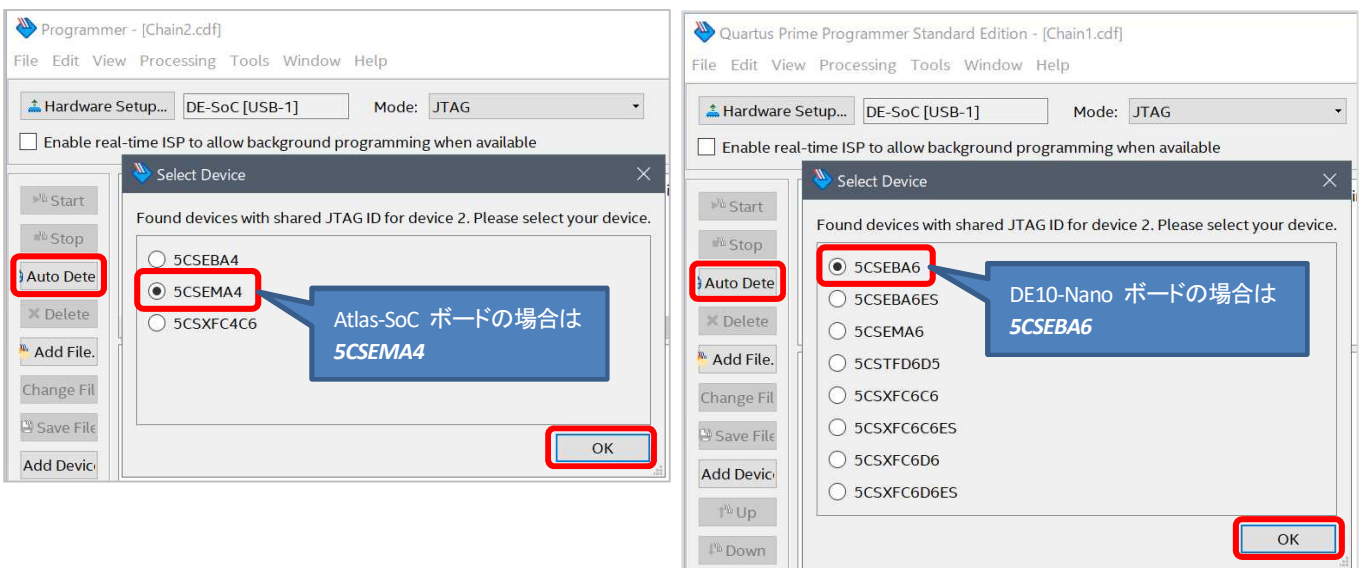 Programmer - [Chain2.cdf]
File Edit View Processing Tools Window Help
Hardware Setup... DE-SoC [USB-1] Mode: JTAG
Enable real-time ISP to allow background programming when available
Select Device
Start
Found devices with shared JTAG ID for device 2. Please select your device.
Stop
5CSEBA4
Auto Dete
5CSEMA4
Delete
5CSXFC4C6
Atlas-SoC ボードの場合は
5CSEMA4
Add File.
Change Fil
Save File
OK
Add Devic
Quartus Prime Programmer Standard Edition - [Chain1.cdf]
File Edit View Processing Tools Window Help
Hardware Setup... DE-SoC [USB-1] Mode: JTAG
Enable real-time ISP to allow background programming when available
Select Device
Start
Found devices with shared JTAG ID for device 2. Please select your device.
Stop
5CSEBA6
Auto Dete
DE10-Nano ボードの場合は
5CSEBA6
5CSEBA6ES
Delete
5CSEMA6
Add File.
5CSTFD6D5
Change Fil
5CSXFC6C6
Save File
5CSXFC6C6ES
5CSXFC6D6
Add Devic
5CSXFC6D6ES
Up
OK
Down